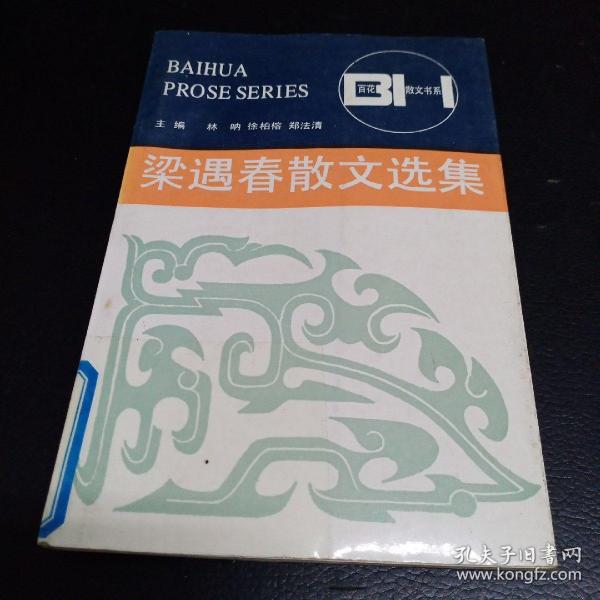 BAIHUA
PROSE SERIES
百花 BH 散文书系
主编 林呐 徐柏榕 郑法清
梁遇春散文选集
孔夫子旧书网
www.kongfz.com